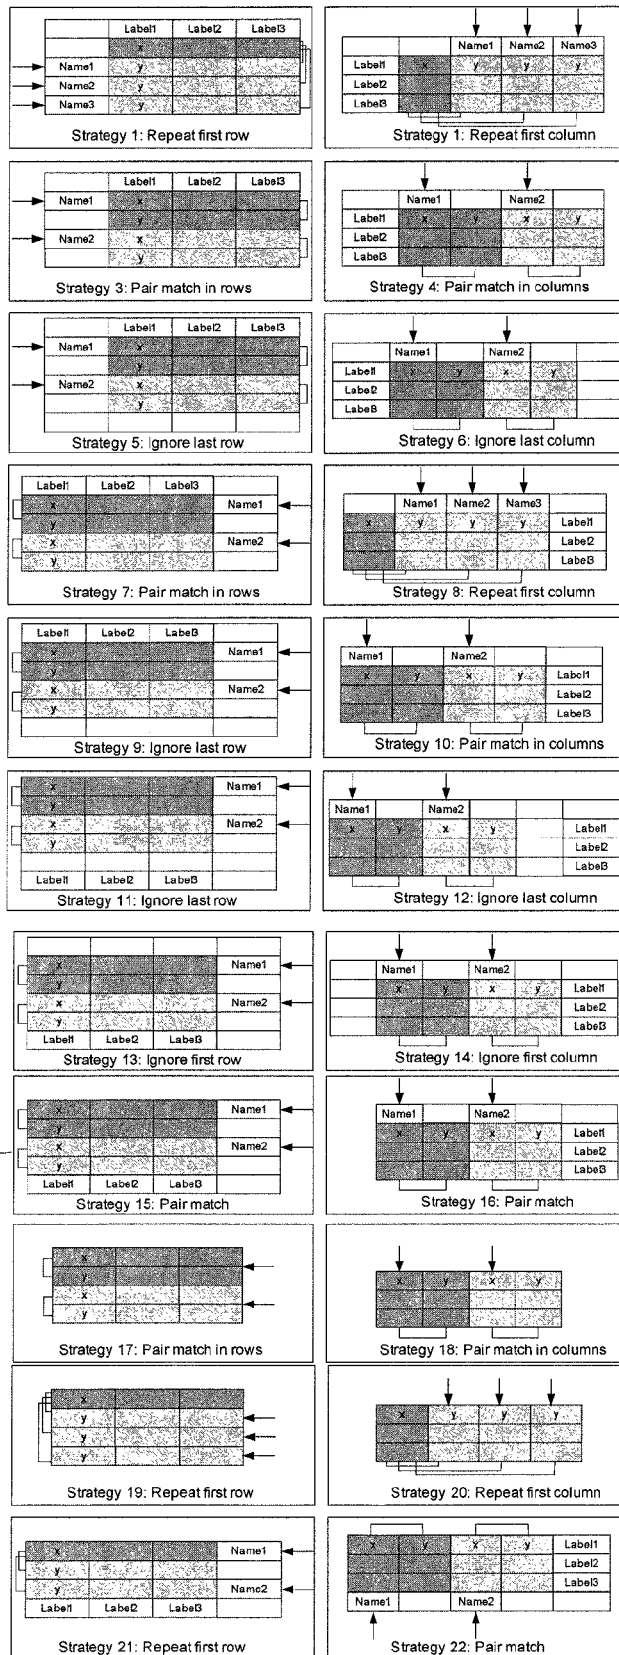 Label1 Label2 Label3
x
Name1 y
Name2 y
Name3 y
Strategy 1: Repeat first row
Name1 Name2 Name3
Label1 x y y y
Label2
Label3
Strategy 1: Repeat first column
Label1 Label2 Label3
Name1 x
y
Name2 x
y
Strategy 3: Pair match in rows
Name1 Name2
Label1 x y x y
Label2
Label3
Strategy 4: Pair match in columns
Label1 Label2 Label3
Name1 x
y
Name2 x
y
Strategy 5: Ignore last row
Name1 Name2
Label1 x y x y
Label2
Label3
Strategy 6: Ignore last column
Label1 Label2 Label3
x Name1
y
x Name2
y
Strategy 7: Pair match in rows
Name1 Name2 Name3
x y y y Label1
Label2
Label3
Strategy 8: Repeat first column
Label1 Label2 Label3
x Name1
y
x Name2
y
Strategy 9: Ignore last row
Name1 Name2
x y x y Label1
Label2
Label3
Strategy 10: Pair match in columns
x Name1
y
x Name2
y
Label1 Label2 Label3
Strategy 11: Ignore last row
Name1 Name2
x y x y Label1
Label2
Label3
Strategy 12: Ignore last column
x Name1
y
x Name2
y
Label1 Label2 Label3
Strategy 13: Ignore first row
Name1 Name2
x y x y Label1
Label2
Label3
Strategy 14: Ignore first column
x Name1
y
x Name2
y
Label1 Label2 Label3
Strategy 15: Pair match
Name1 Name2
x y x y Label1
Label2
Label3
Strategy 16: Pair match
x
y
x
y
Strategy 17: Pair match in rows
x y x y
Strategy 18: Pair match in columns
x
y
y
y
Strategy 19: Repeat first row
x y y y
Strategy 20: Repeat first column
x Name1
y
y Name2
Label1 Label2 Label3
Strategy 21: Repeat first row
x y x y Label1
Label2
Label3
Name1 Name2
Strategy 22: Pair match